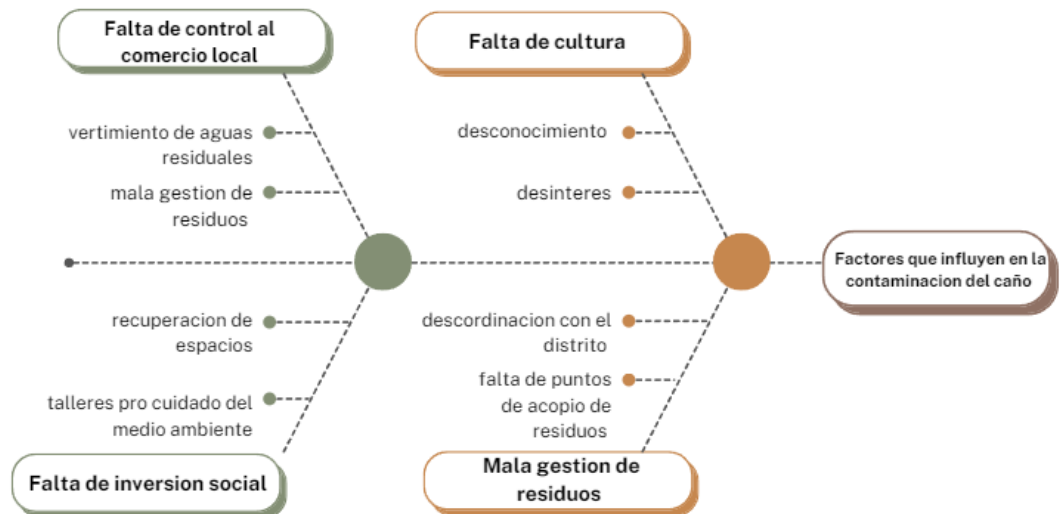 Falta de control al
comercio local
vertimiento de aguas
residuales
mala gestion de
residuos
Falta de cultura
desconocimiento
desinteres
Factores que influyen en la
contaminacion del caño
recuperacion de
espacios
talleres pro cuidado del
medio ambiente
Falta de inversion social
descordinacion con el
distrito
falta de puntos
de acopio de
residuos
Mala gestion de
residuos